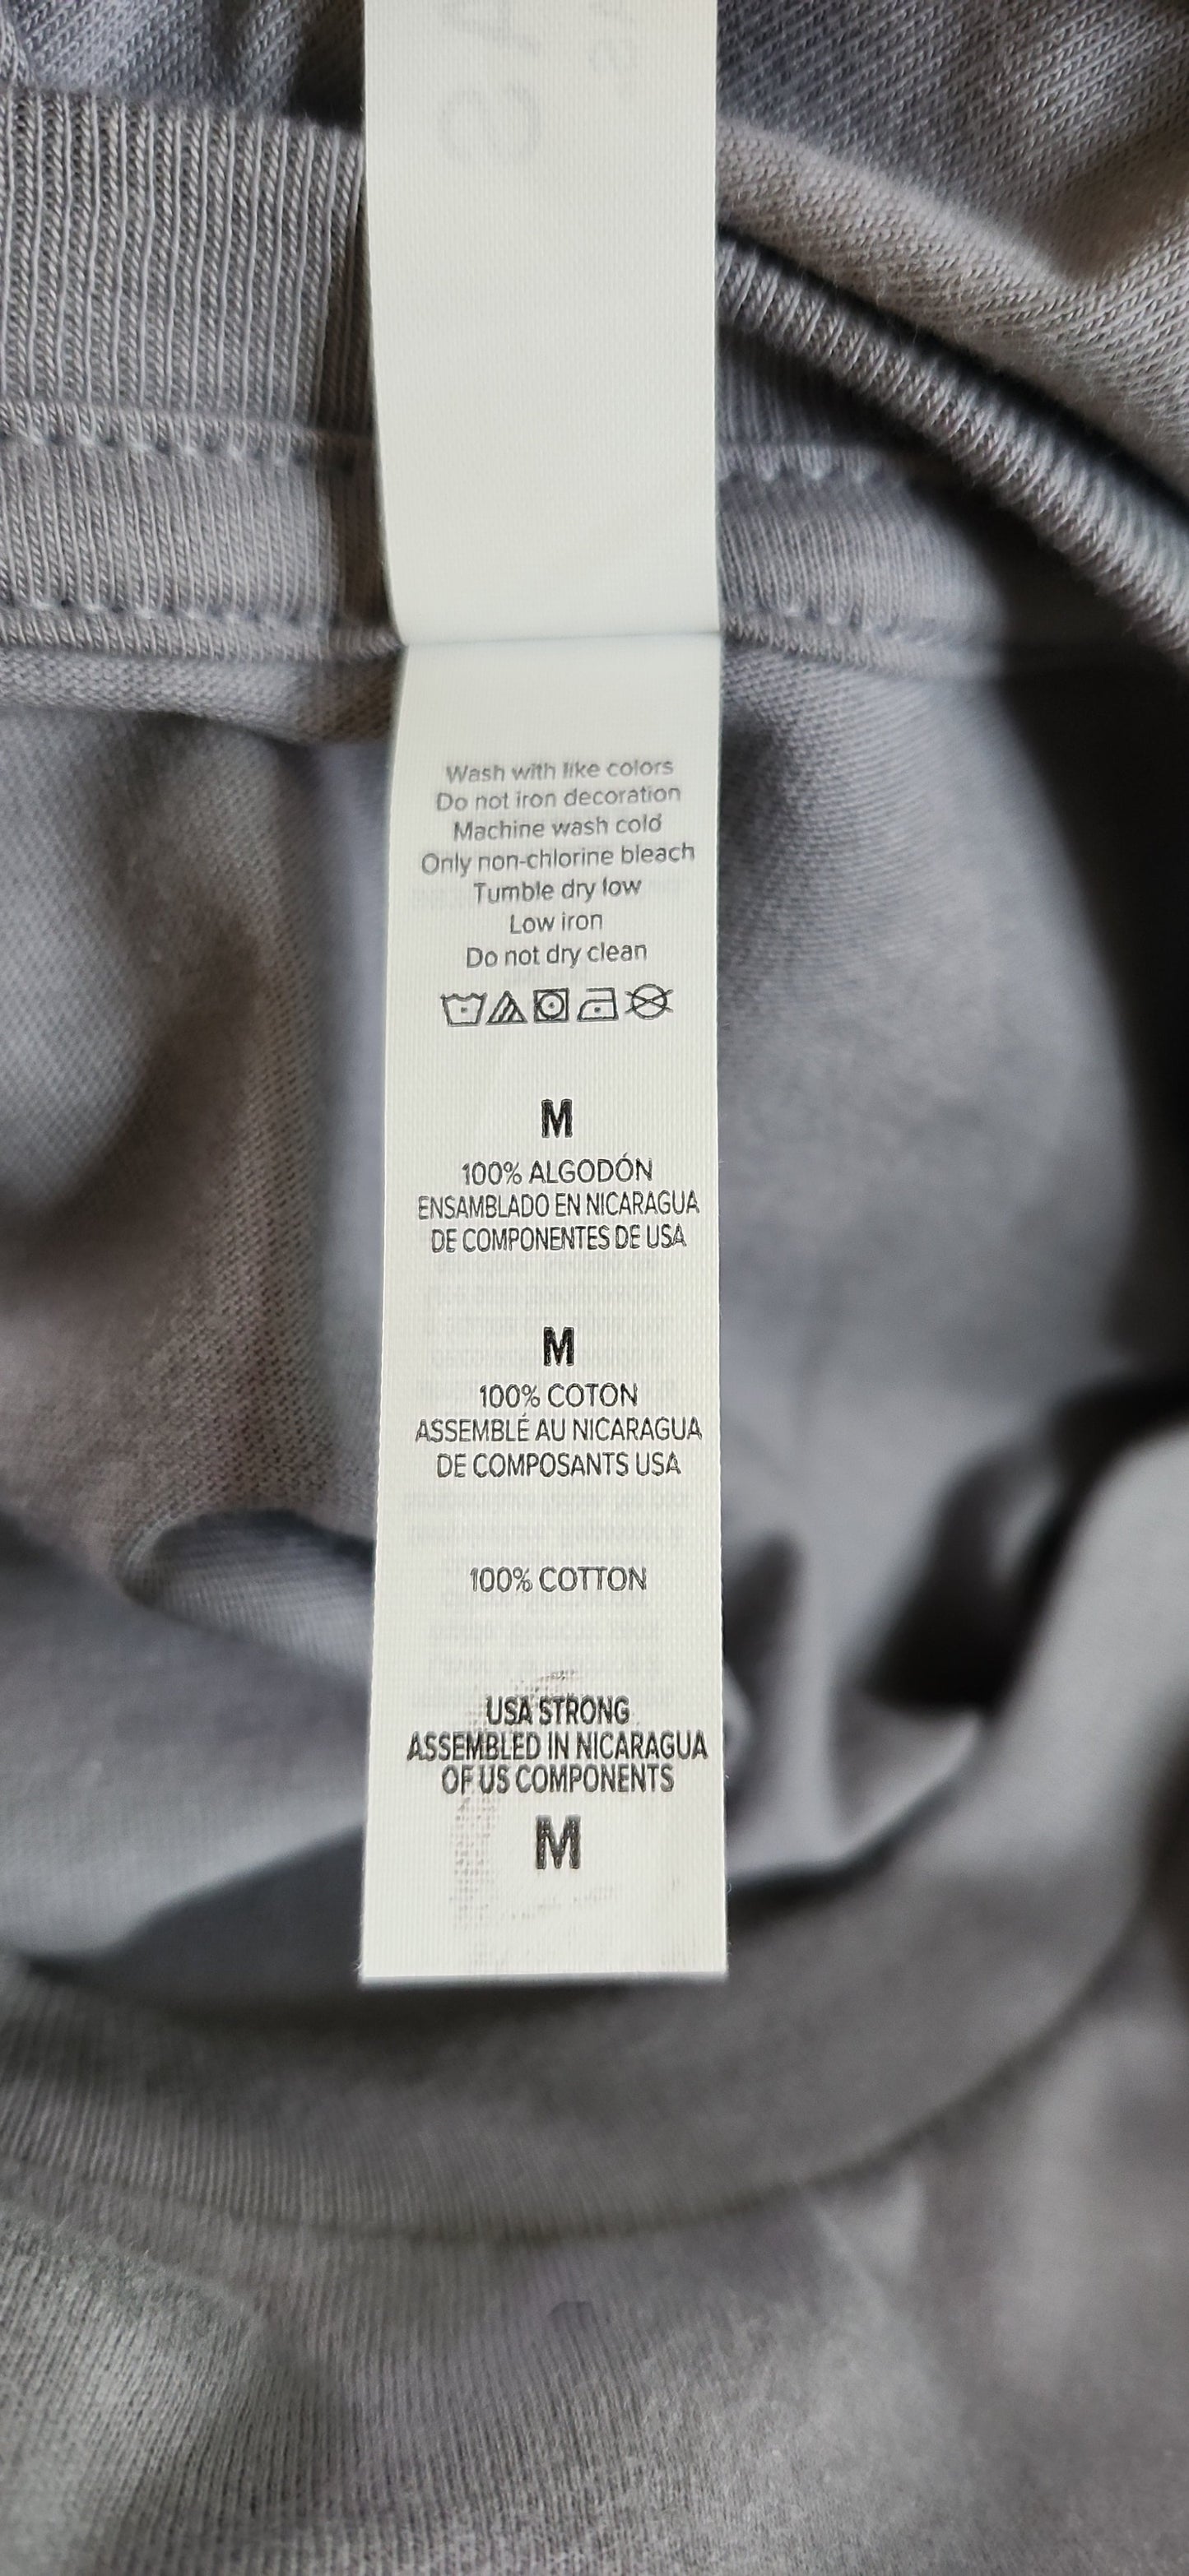 Wash with like colors
Do not iron decoration
Machine wash cold
Only non-chlorine bleach
Tumble dry low
Low iron
Do not dry clean
M
100% ALGODÓN
ENSAMBLADO EN NICARAGUA
DE COMPONENTES DE USA
M
100% COTON
ASSEMBLÉ AU NICARAGUA
DE COMPOSANTS USA
100% COTTON
USA STRONG
ASSEMBLED IN NICARAGUA
OF US COMPONENTS
M